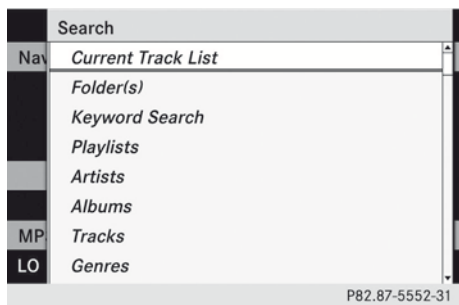 Search
Nav
Current Track List
Folder(s)
Keyword Search
Playlists
Artists
Albums
MP
Tracks
LO
Genres
P82.87-5552-31